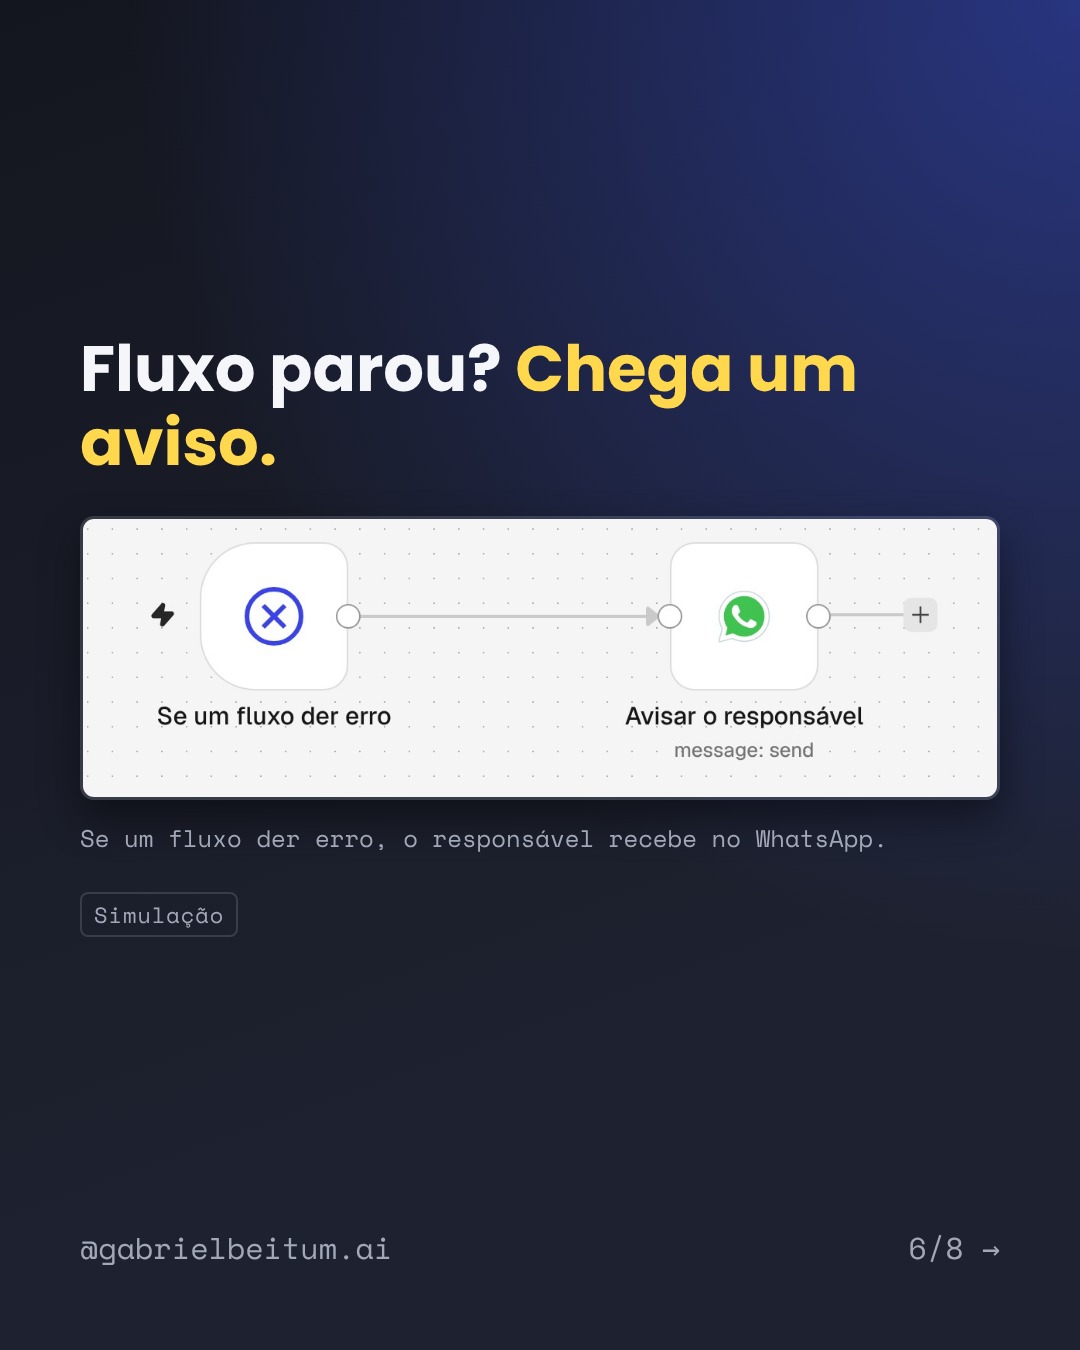 Fluxo parou? Chega um
aviso.
Se um fluxo der erro
Avisar o responsável
message: send
Se um fluxo der erro, o responsável recebe no WhatsApp.
Simulação
@gabrielbeitum.ai
6/8 →